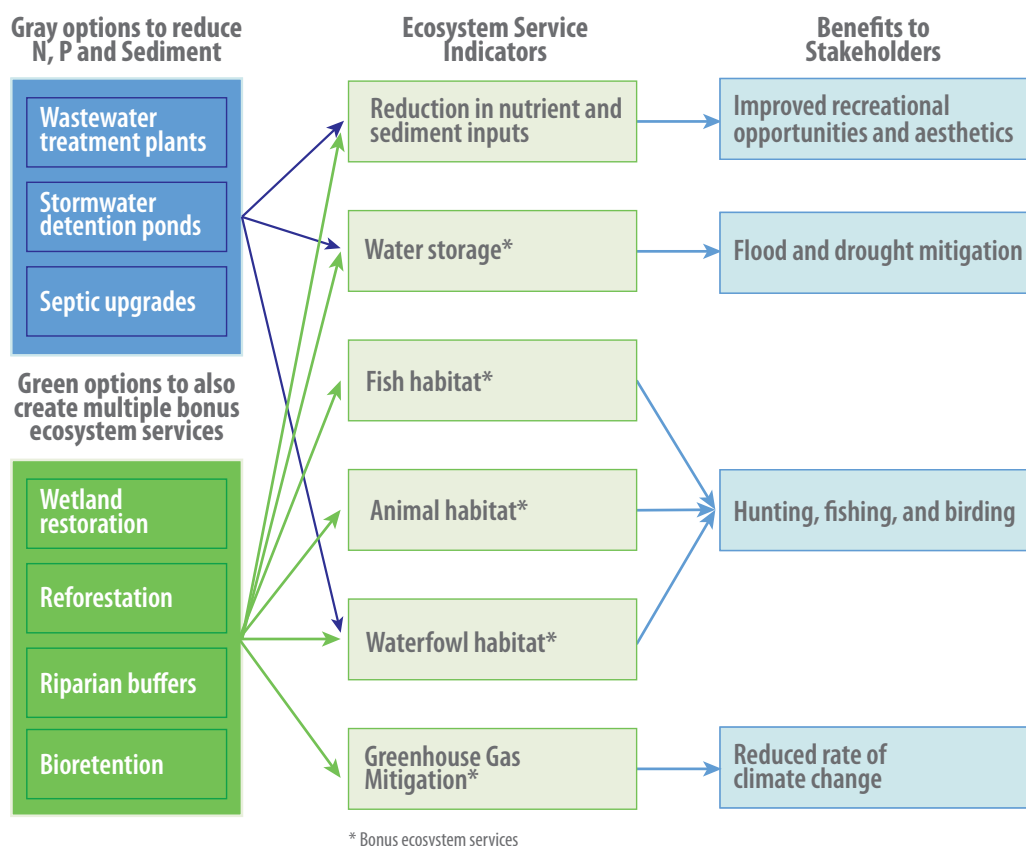 Gray options to reduce
N, P and Sediment
Wastewater
treatment plants
Stormwater
detention ponds
Septic upgrades
Green options to also
create multiple bonus
ecosystem services
Wetland
restoration
Reforestation
Riparian buffers
Bioretention
Ecosystem Service
Indicators
Reduction in nutrient and
sediment inputs
Water storage*
Fish habitat*
Animal habitat*
Waterfowl habitat*
Greenhouse Gas
Mitigation*
* Bonus ecosystem services
Benefits to
Stakeholders
Improved recreational
opportunities and aesthetics
Flood and drought mitigation
Hunting, fishing, and birding
Reduced rate of
climate change